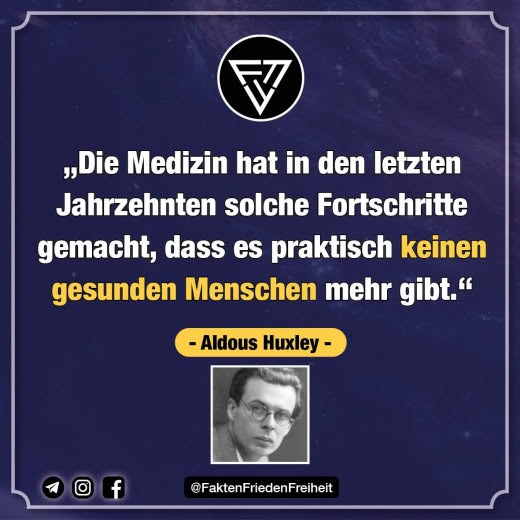 „Die Medizin hat in den letzten
Jahrzehnten solche Fortschritte
gemacht, dass es praktisch keinen
gesunden Menschen mehr gibt.“
- Aldous Huxley -
@FaktenFriedenFreiheit